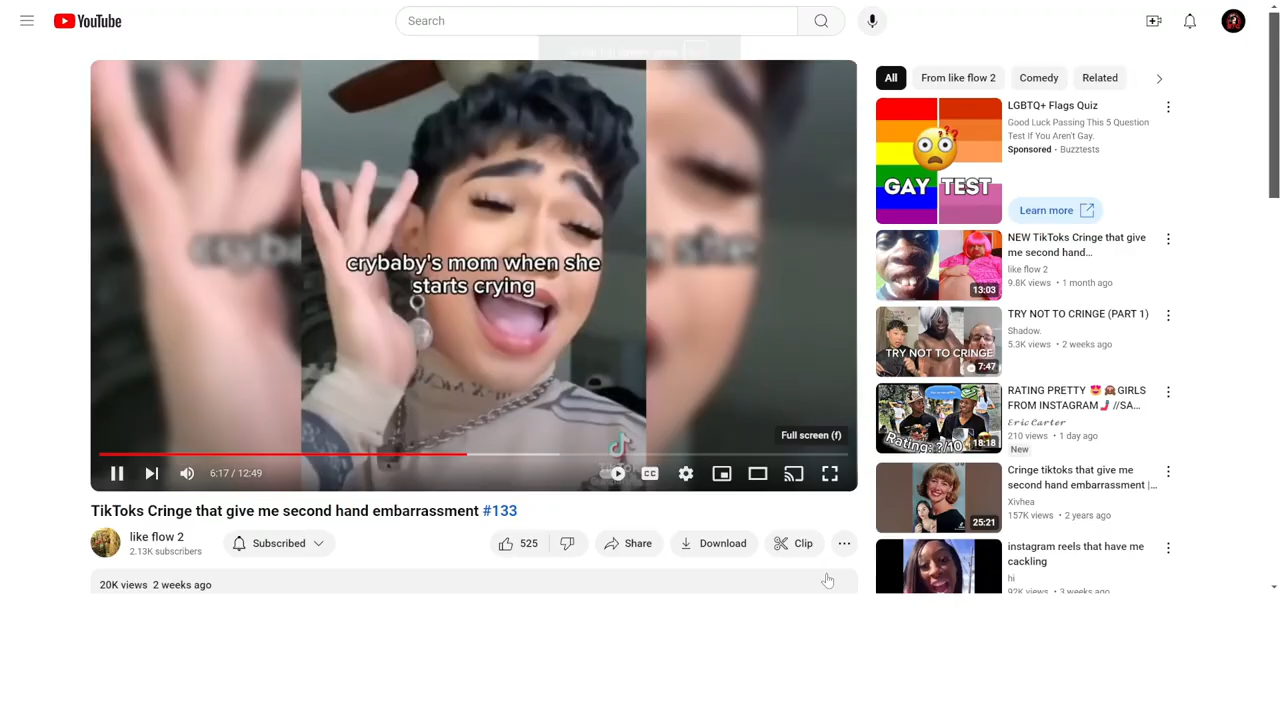 YouTube
Search
crybaby's mom when she
starts crying
Full screen (f)
6:17 / 12:49
CC
TikToks Cringe that give me second hand embarrassment #133
like flow 2
2.13K subscribers
Subscribed
525
Share
Download
Clip
20K views 2 weeks ago
All
From like flow 2
Comedy
Related
GAY TEST
LGBTQ+ Flags Quiz
Good Luck Passing This 5 Question
Test If You Aren't Gay.
Sponsored • Buzztests
Learn more
13:03
NEW TikToks Cringe that give
me second hand...
like flow 2
9.8K views • 1 month ago
TRY NOT TO CRINGE
7:47
TRY NOT TO CRINGE (PART 1)
Shadow.
5.3K views • 2 weeks ago
Rating: ?/10
18:18
RATING PRETTY 😍 🙈GIRLS
FROM INSTAGRAM💅 //SA...
Eric Carter
210 views • 1 day ago
New
25:21
Cringe tiktoks that give me
second hand embarrassment |...
Xivhea
157K views • 2 years ago
instagram reels that have me
cackling
hi
92K views • 3 weeks ago